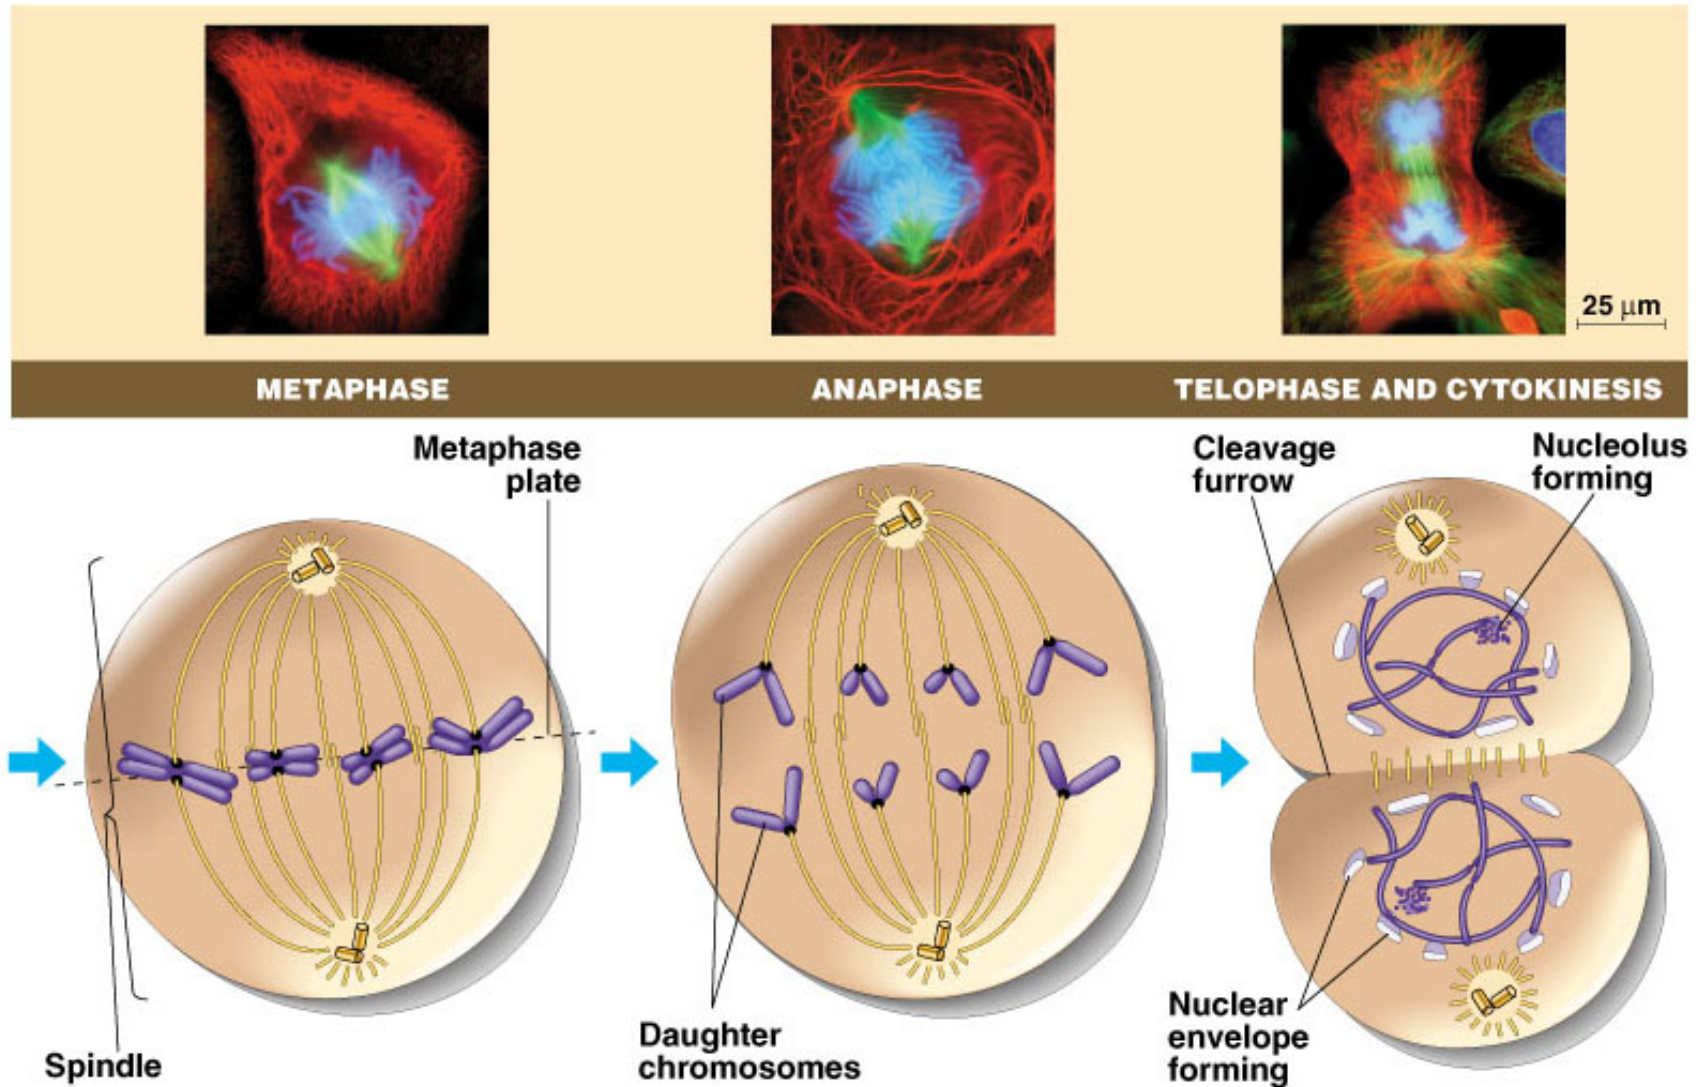 25 μm
METAPHASE
ANAPHASE
TELOPHASE AND CYTOKINESIS
Metaphase
plate
Cleavage
furrow
Nucleolus
forming
Spindle
Daughter
chromosomes
Nuclear
envelope
forming